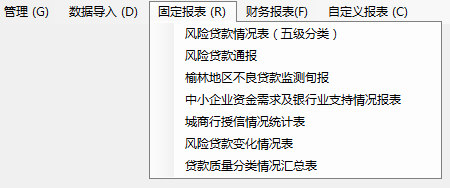 管理 (G) 数据导入 (D) 固定报表 (R) 财务报表(F) 自定义报表 (C)
风险贷款情况表（五级分类）
风险贷款通报
榆林地区不良贷款监测旬报
中小企业资金需求及银行业支持情况报表
城商行授信情况统计表
风险贷款变化情况表
贷款质量分类情况汇总表